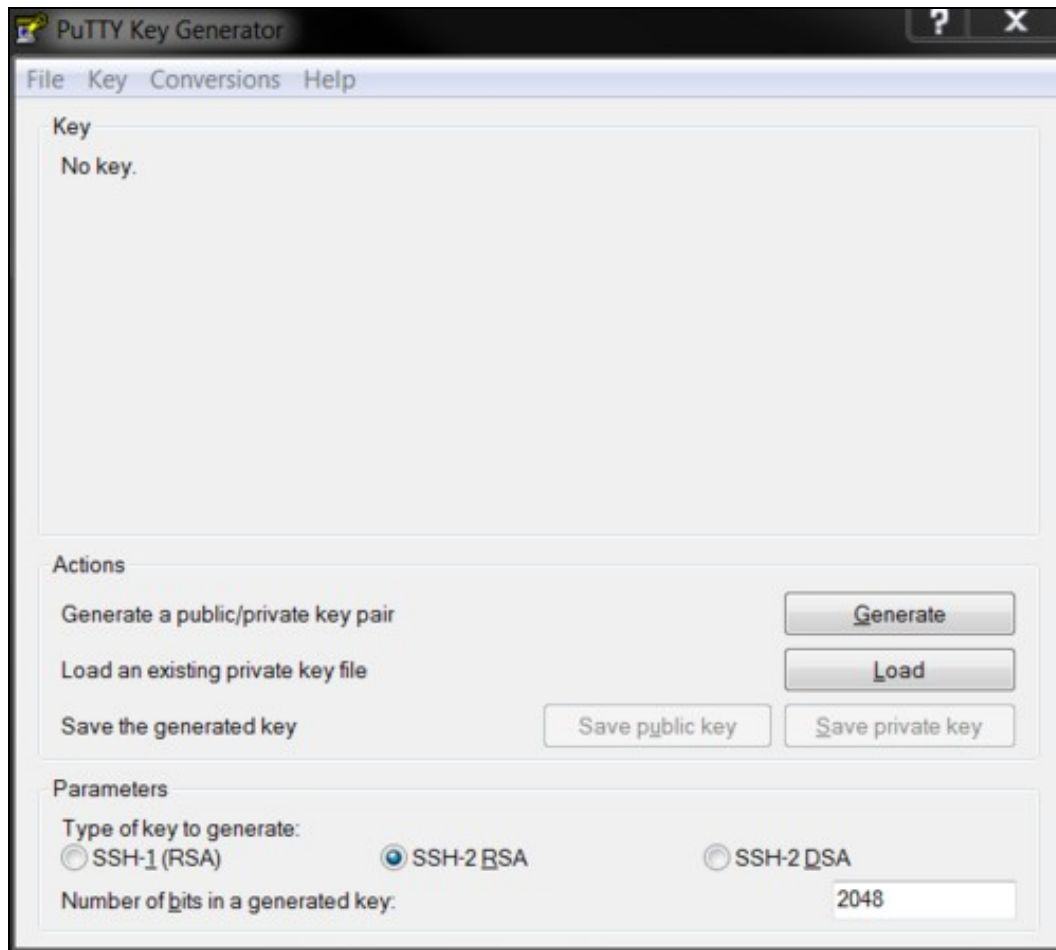 PuTTY Key Generator
? X
File Key Conversions Help
Key
No key.
Actions
Generate a public/private key pair Generate
Load an existing private key file Load
Save the generated key Save public key Save private key
Parameters
Type of key to generate:
SSH-1 (RSA) SSH-2 RSA SSH-2 DSA
Number of bits in a generated key: 2048